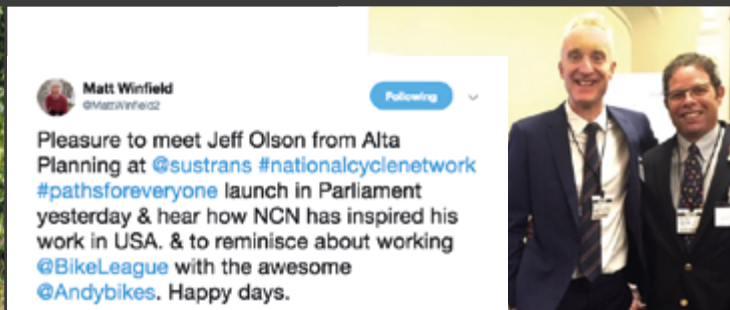 Matt Winfield
@MattWinfield2
Following
Pleasure to meet Jeff Olson from Alta
Planning at @sustrans #nationalcyclenetwork
#pathsforeveryone launch in Parliament
yesterday & hear how NCN has inspired his
work in USA. & to reminisce about working
@BikeLeague with the awesome
@Andybikes. Happy days.